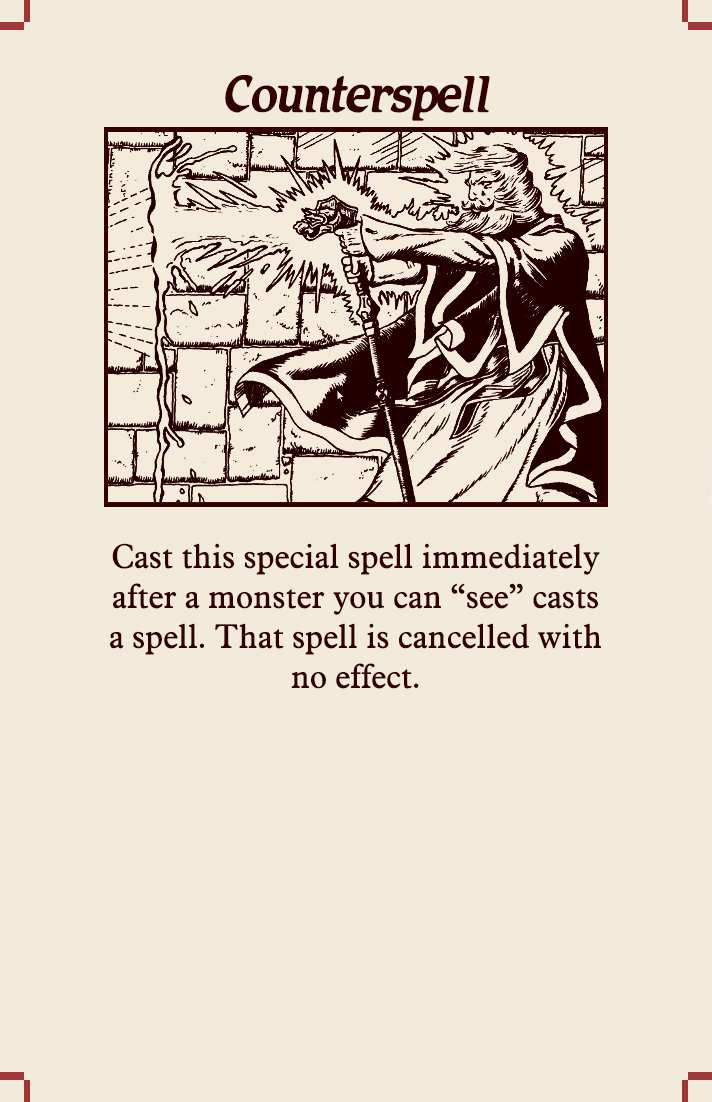 Counterspell
Cast this special spell immediately
after a monster you can “see” casts
a spell. That spell is cancelled with
no effect.